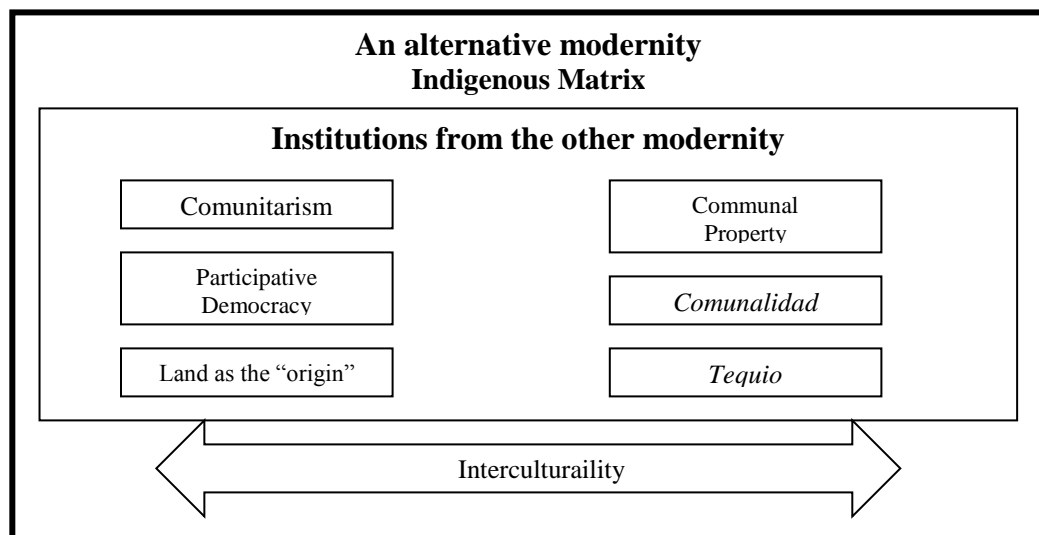 An alternative modernity
Indigenous Matrix
Institutions from the other modernity
Comunitarism
Participative
Democracy
Land as the “origin”
Communal
Property
Comunalidad
Tequio
Interculturaility